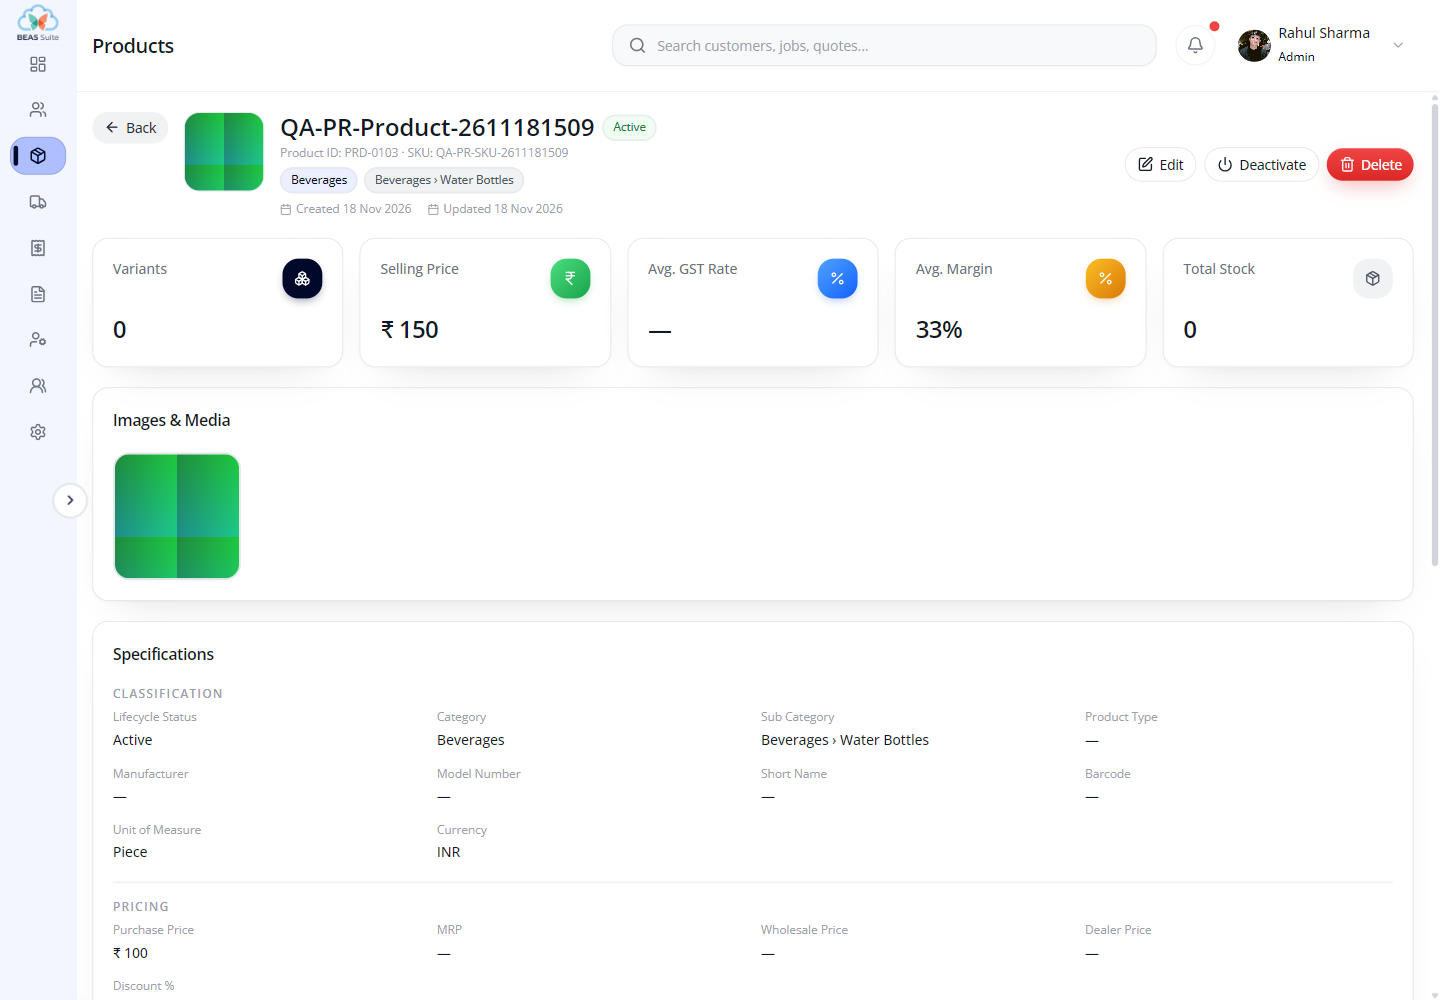 BEAS Suite
Products
Search customers, jobs, quotes...
Rahul Sharma
Admin
Back
QA-PR-Product-2611181509
Active
Product ID: PRD-0103 · SKU: QA-PR-SKU-2611181509
Beverages
Beverages › Water Bottles
Created 18 Nov 2026
Updated 18 Nov 2026
Edit
Deactivate
Delete
Variants
0
Selling Price
₹ 150
Avg. GST Rate
—
Avg. Margin
33%
Total Stock
0
Images & Media
Specifications
CLASSIFICATION
Lifecycle Status
Active
Category
Beverages
Sub Category
Beverages › Water Bottles
Product Type
—
Manufacturer
—
Model Number
—
Short Name
—
Barcode
—
Unit of Measure
Piece
Currency
INR
PRICING
Purchase Price
₹ 100
MRP
—
Wholesale Price
—
Dealer Price
—
Discount %